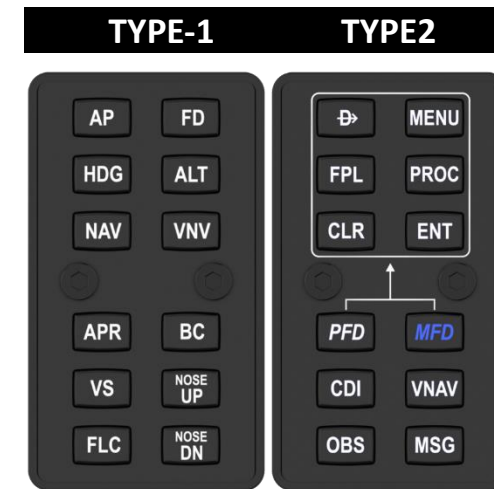 TYPE-1 TYPE2
AP FD
HDG ALT
NAV VNV
APR BC
VS NOSE UP
FLC NOSE DN
D MENU
FPL PROC
CLR ENT
PFD MFD
CDI VNAV
OBS MSG